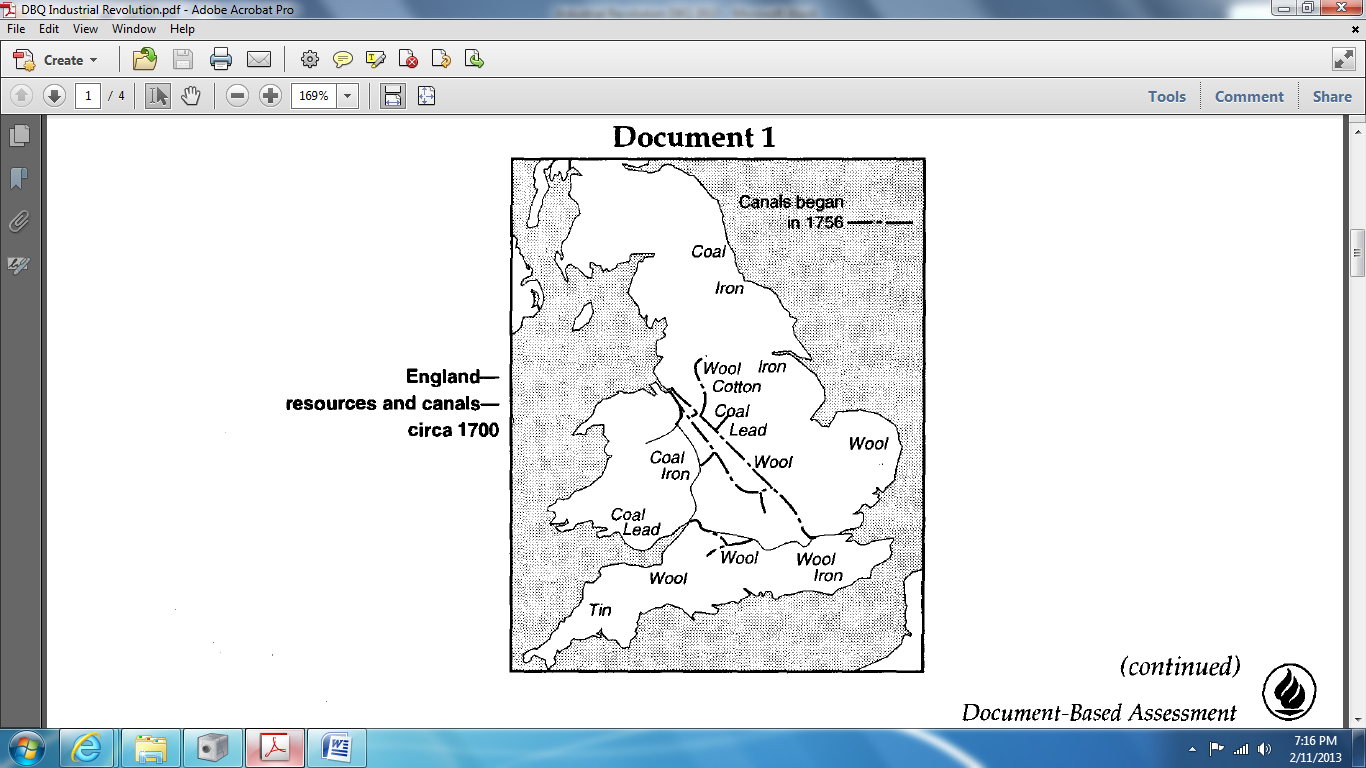 DBQ Industrial Revolution.pdf - Adobe Acrobat Pro
File Edit View Window Help
Create
1 / 4
169%
Tools Comment Share
Document 1
Canals began
in 1756
Coal
Iron
Wool Iron
Cotton
Coal
Lead
Wool
Wool
Coal
Iron
Coal
Lead
Wool
Wool
Wool
Iron
Tin
England—
resources and canals—
circa 1700
(continued)
Document-Based Assessment
7:16 PM
2/11/2013